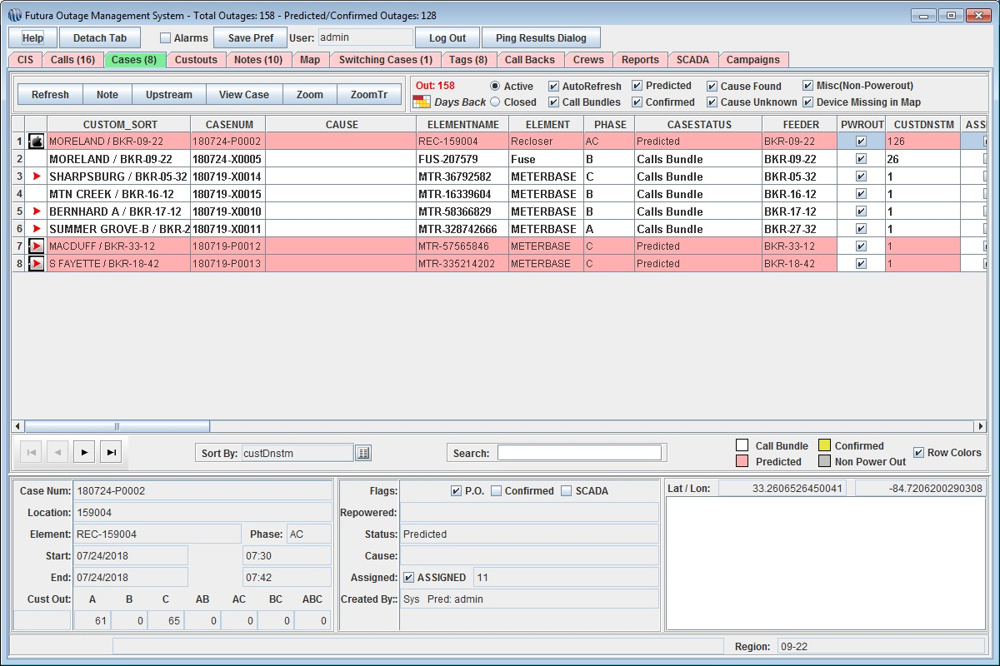 Futura Outage Management System - Total Outages: 158 - Predicted/Confirmed Outages: 128
Help Detach Tab Alarms Save Pref User: admin Log Out Ping Results Dialog
CIS Calls (16) Cases (8) Custouts Notes (10) Map Switching Cases (1) Tags (8) Call Backs Crews Reports SCADA Campaigns
Refresh Note Upstream View Case Zoom ZoomTr
Out: 158 Active AutoRefresh Predicted Cause Found Misc(Non-Powerout)
Days Back Closed Call Bundles Confirmed Cause Unknown Device Missing in Map
CUSTOM_SORT CASENUM CAUSE ELEMENTNAME ELEMENT PHASE CASESTATUS FEEDER PWROUT CUSTDNSTM ASS
1 MORELAND / BKR-09-22 180724-P0002 REC-159004 Recloser AC Predicted BKR-09-22 126
2 MORELAND / BKR-09-22 180724-X0005 FUS-207579 Fuse B Calls Bundle BKR-09-22 26
3 SHARPSBURG / BKR-05-32 180719-X0014 MTR-36792582 METERBASE C Calls Bundle BKR-05-32 1
4 MTN CREEK / BKR-16-12 180719-X0015 MTR-16339604 METERBASE B Calls Bundle BKR-16-12 1
5 BERNHARD A / BKR-17-12 180719-X0010 MTR-58366829 METERBASE B Calls Bundle BKR-17-12 1
6 SUMMER GROVE-B / BKR-2 180719-X0011 MTR-328742666 METERBASE A Calls Bundle BKR-27-32 1
7 MACDUFF / BKR-33-12 180719-P0012 MTR-57565846 METERBASE C Predicted BKR-33-12 1
8 S FAYETTE / BKR-18-42 180719-P0013 MTR-335214202 METERBASE C Predicted BKR-18-42 1
Sort By: custDnstm Search: Call Bundle Confirmed Row Colors
Predicted Non Power Out
Case Num: 180724-P0002
Location: 159004
Element: REC-159004 Phase: AC
Start: 07/24/2018 07:30
End: 07/24/2018 07:42
Cust Out: A B C AB AC BC ABC
61 0 65 0 0 0 0
Flags: P.O. Confirmed SCADA
Repowered:
Status: Predicted
Cause:
Assigned: ASSIGNED 11
Created By:: Sys Pred: admin
Lat / Lon: 33.2606526450041 -84.7206200290308
Region: 09-22